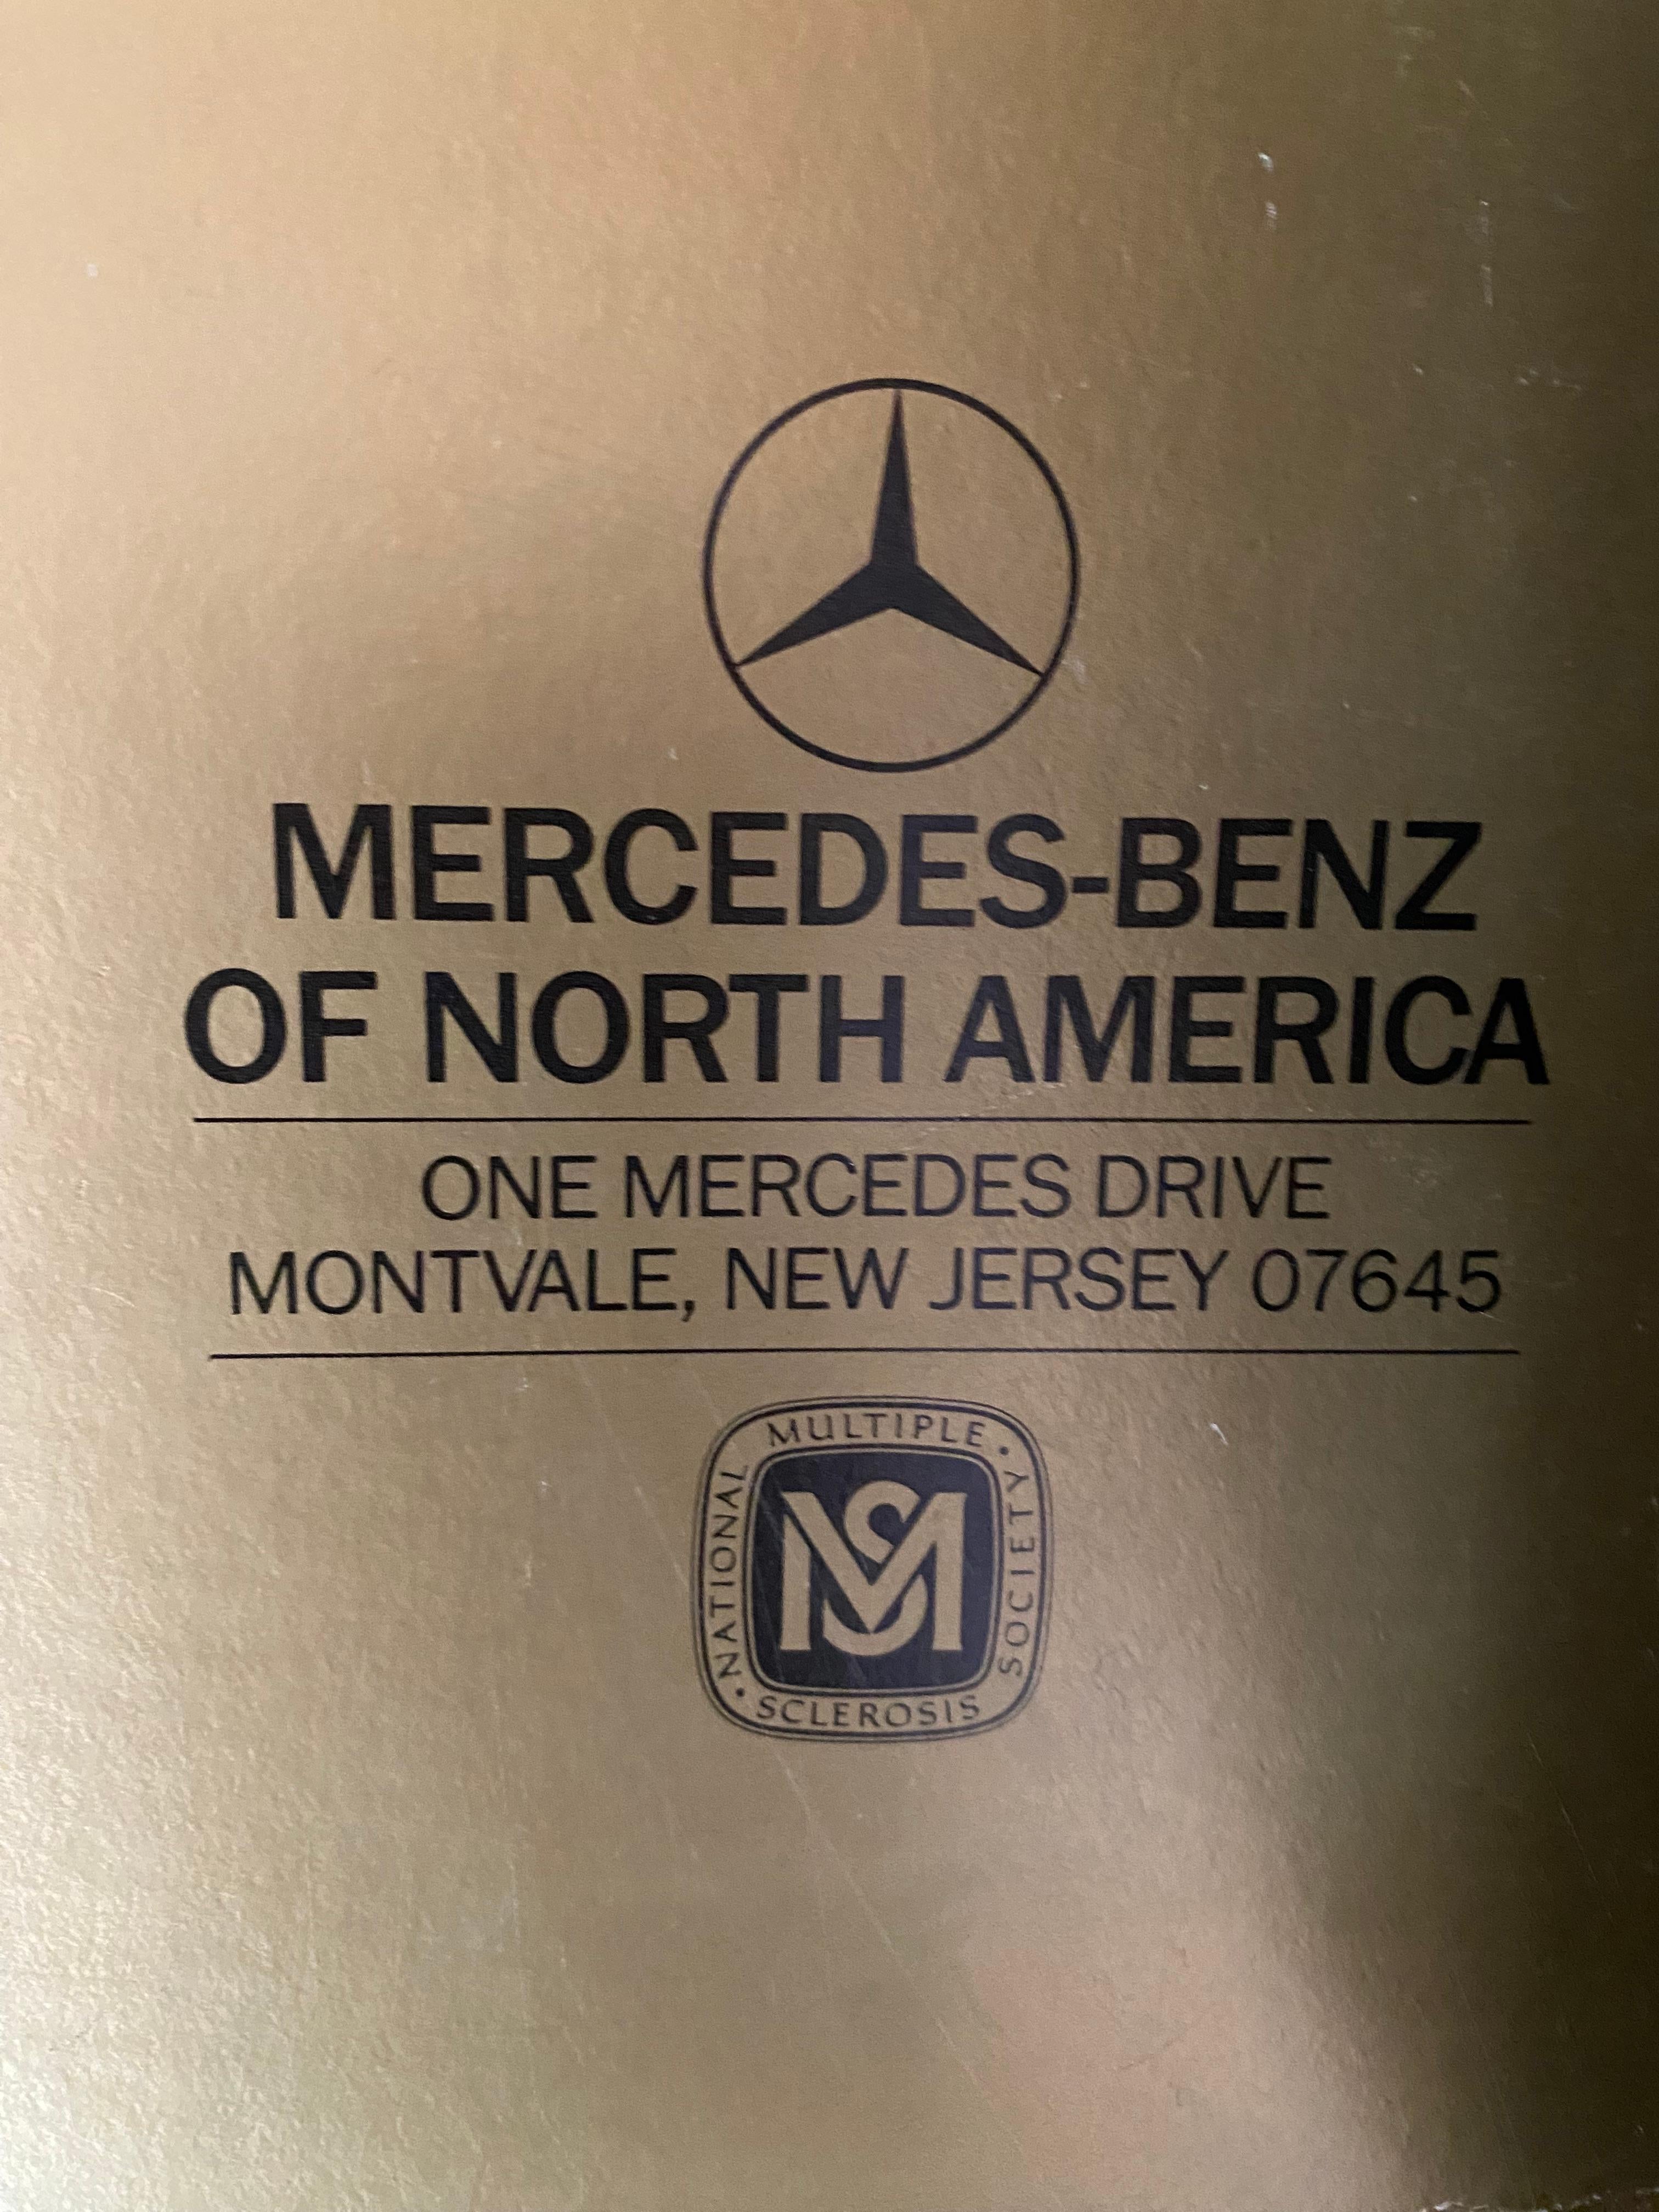 MERCEDES-BENZ
OF NORTH AMERICA
ONE MERCEDES DRIVE
MONTVALE, NEW JERSEY 07645
· NATIONAL MULTIPLE · SCLEROSIS SOCIETY
MS